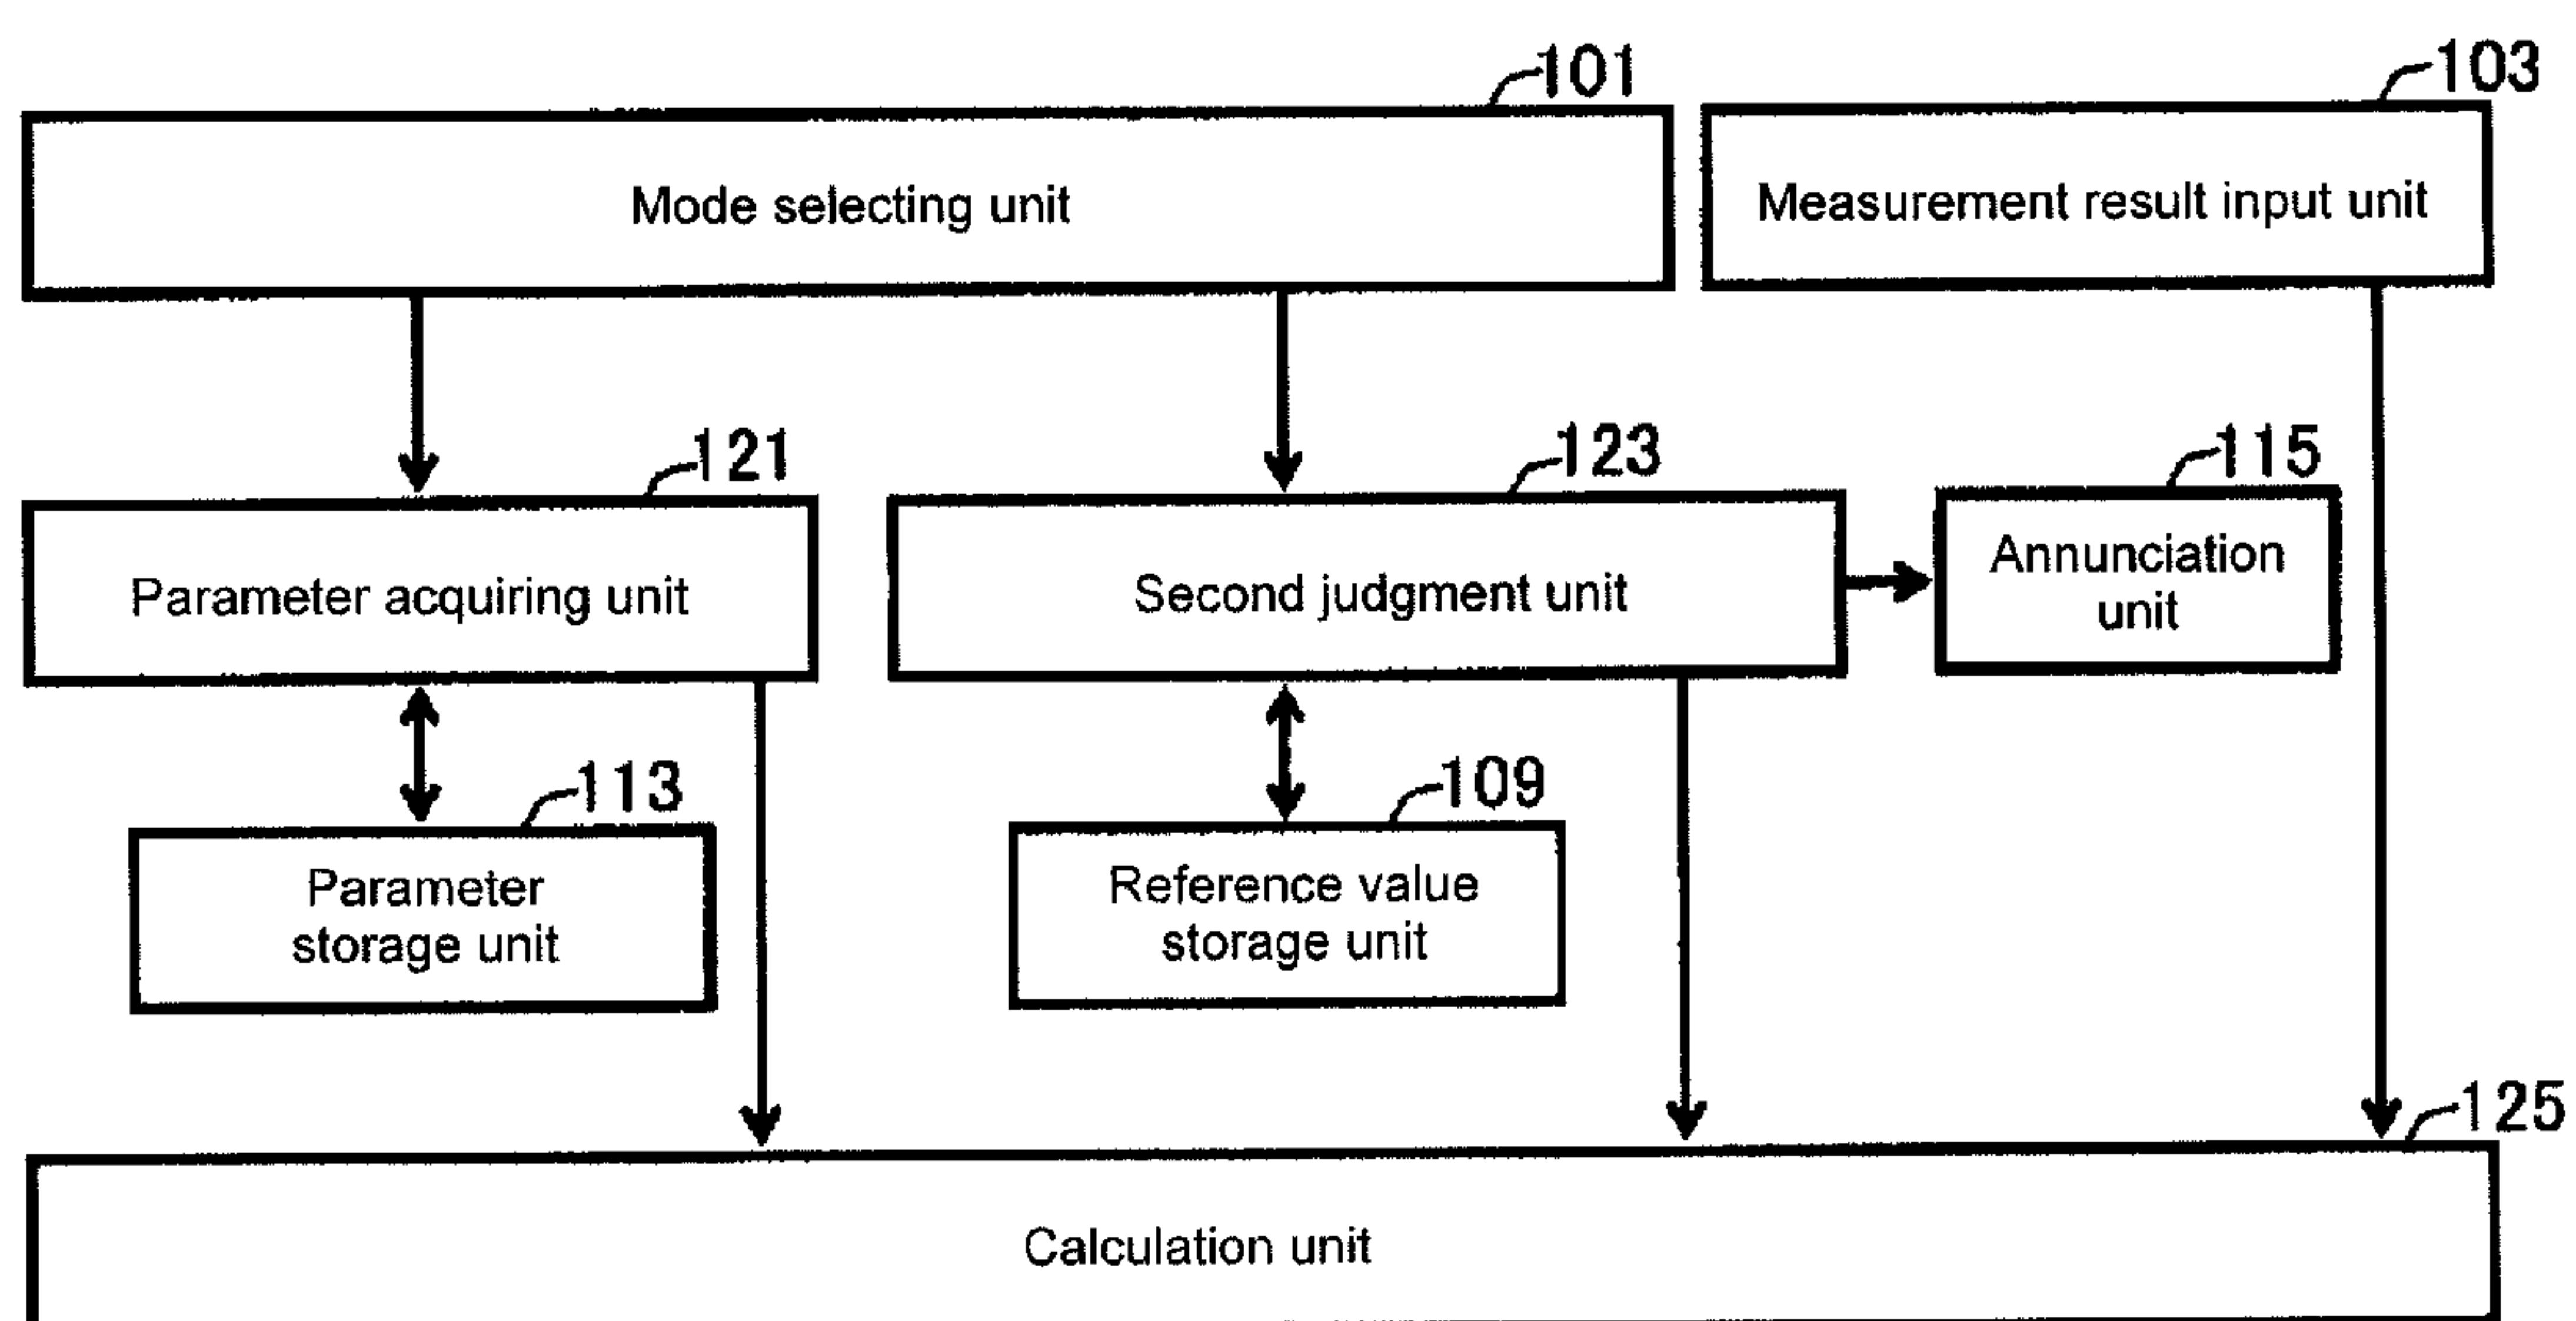 101
103
Mode selecting unit
Measurement result input unit
121
123
115
Parameter acquiring unit
Second judgment unit
Annunciation
unit
113
109
Parameter
storage unit
Reference value
storage unit
125
Calculation unit